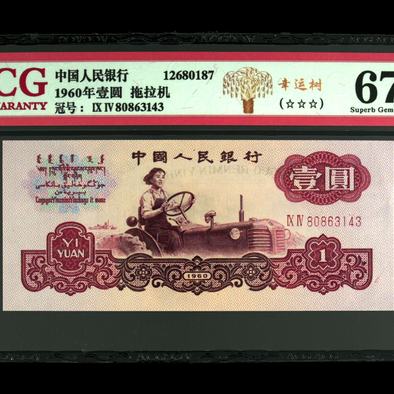 CG
WARRANTY
中国人民银行 12680187
1960年壹圆 拖拉机
冠号: IX IV 80863143
幸运树
(☆☆☆)
67
Superb Gem
中国人民银行
壹圆
IX IV 80863143
YI
YUAN
1960
1